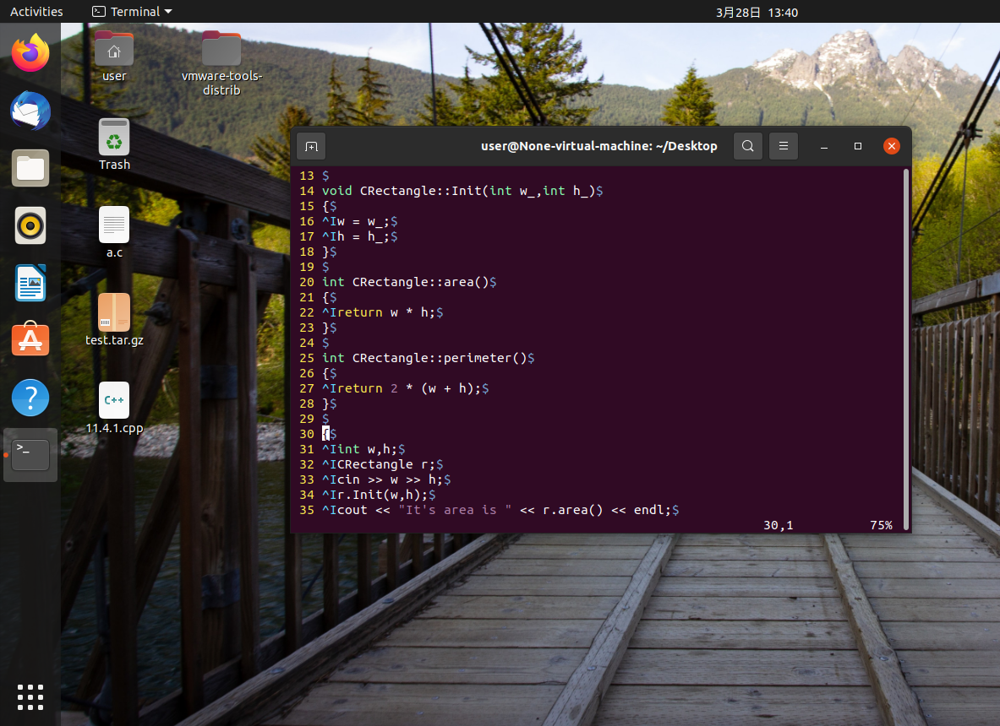 Activities
Terminal
3月28日 13:40
user
vmware-tools-
distrib
Trash
a.c
test.tar.gz
C++
11.4.1.cpp
?
>_
user@None-virtual-machine: ~/Desktop
13 $
14 void CRectangle::Init(int w_,int h_)$
15 {$
16 ^Iw = w_;$
17 ^Ih = h_;$
18 }$
19 $
20 int CRectangle::area()$
21 {$
22 ^Ireturn w * h;$
23 }$
24 $
25 int CRectangle::perimeter()$
26 {$
27 ^Ireturn 2 * (w + h);$
28 }$
29 $
30 {$
31 ^Iint w,h;$
32 ^ICRectangle r;$
33 ^Icin >> w >> h;$
34 ^Ir.Init(w,h);$
35 ^Icout << "It's area is " << r.area() << endl;$
30,1 75%